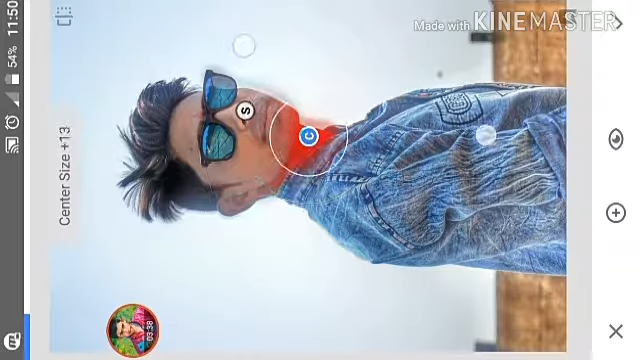 Made with KINEMASTER
11:50
54%
Center Size +13
S
C
03:38